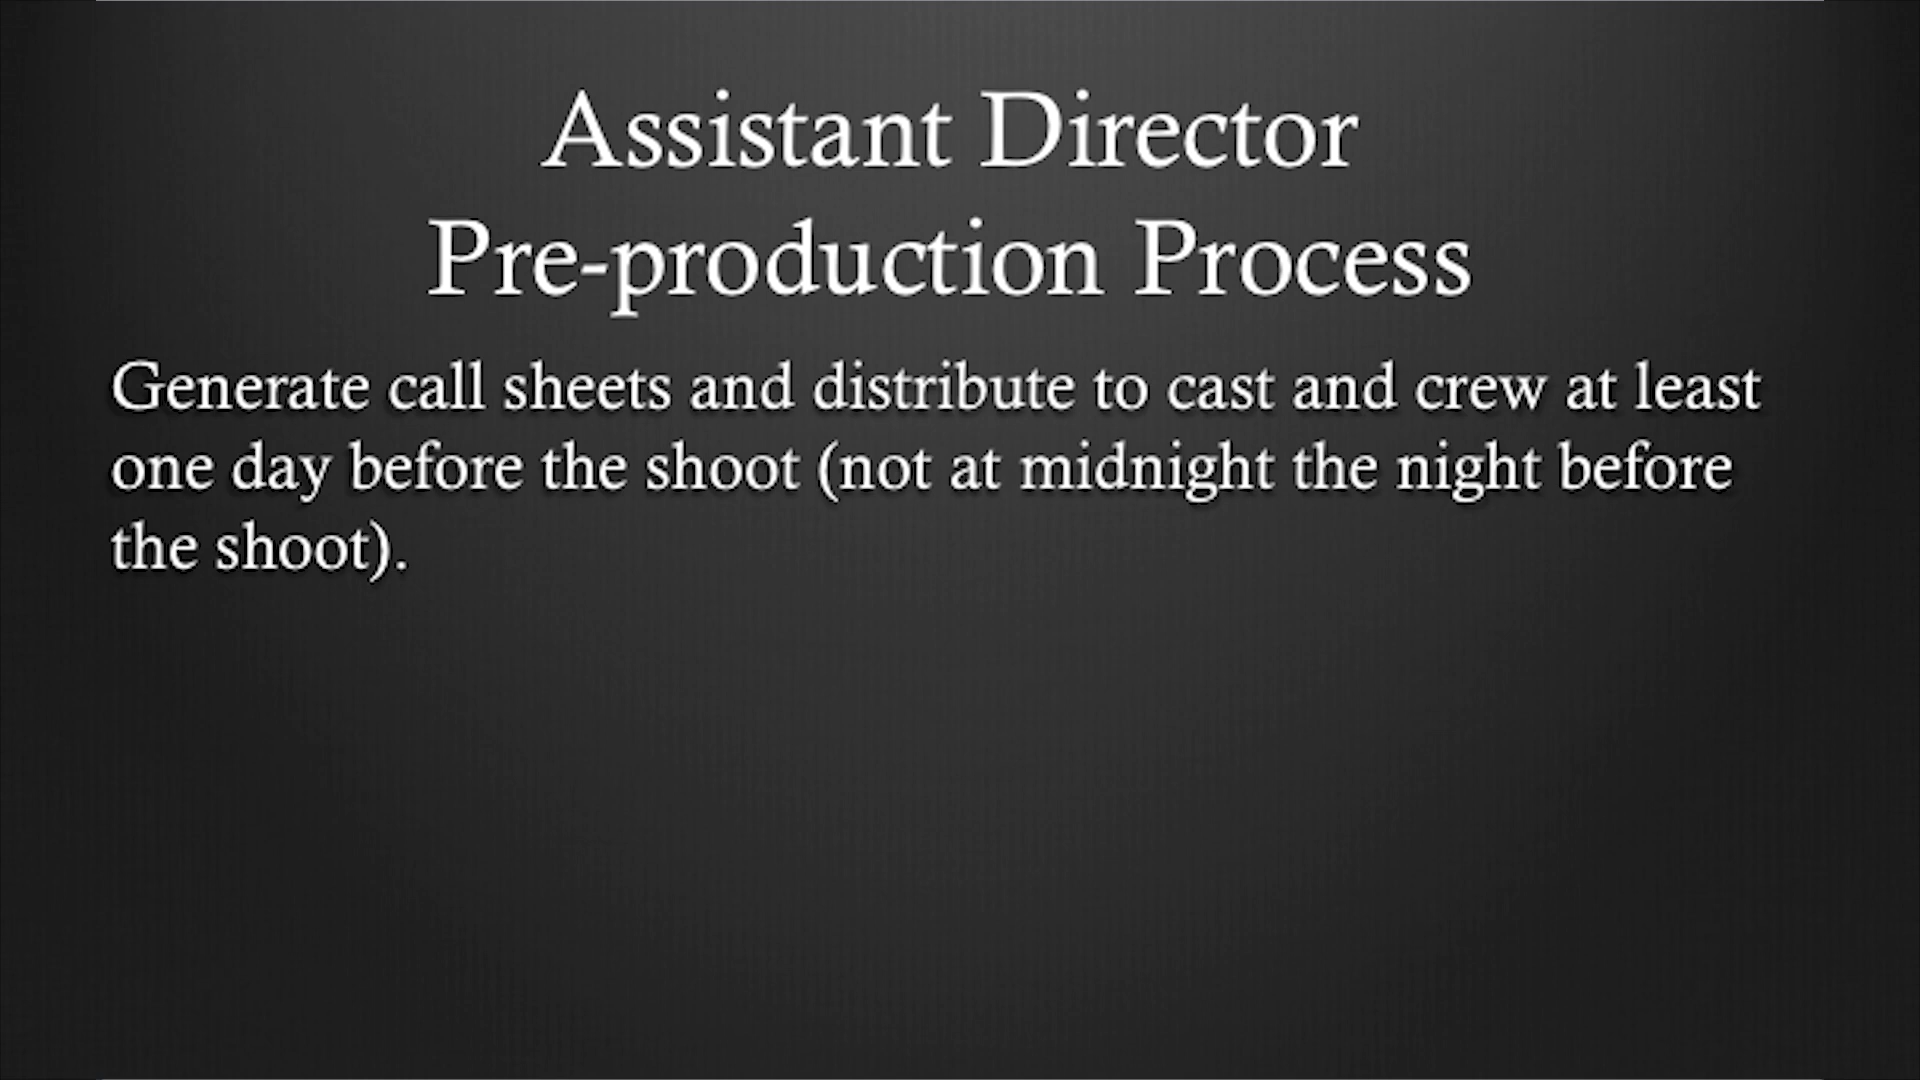 Assistant Director
Pre-production Process
Generate call sheets and distribute to cast and crew at least
one day before the shoot (not at midnight the night before
the shoot).